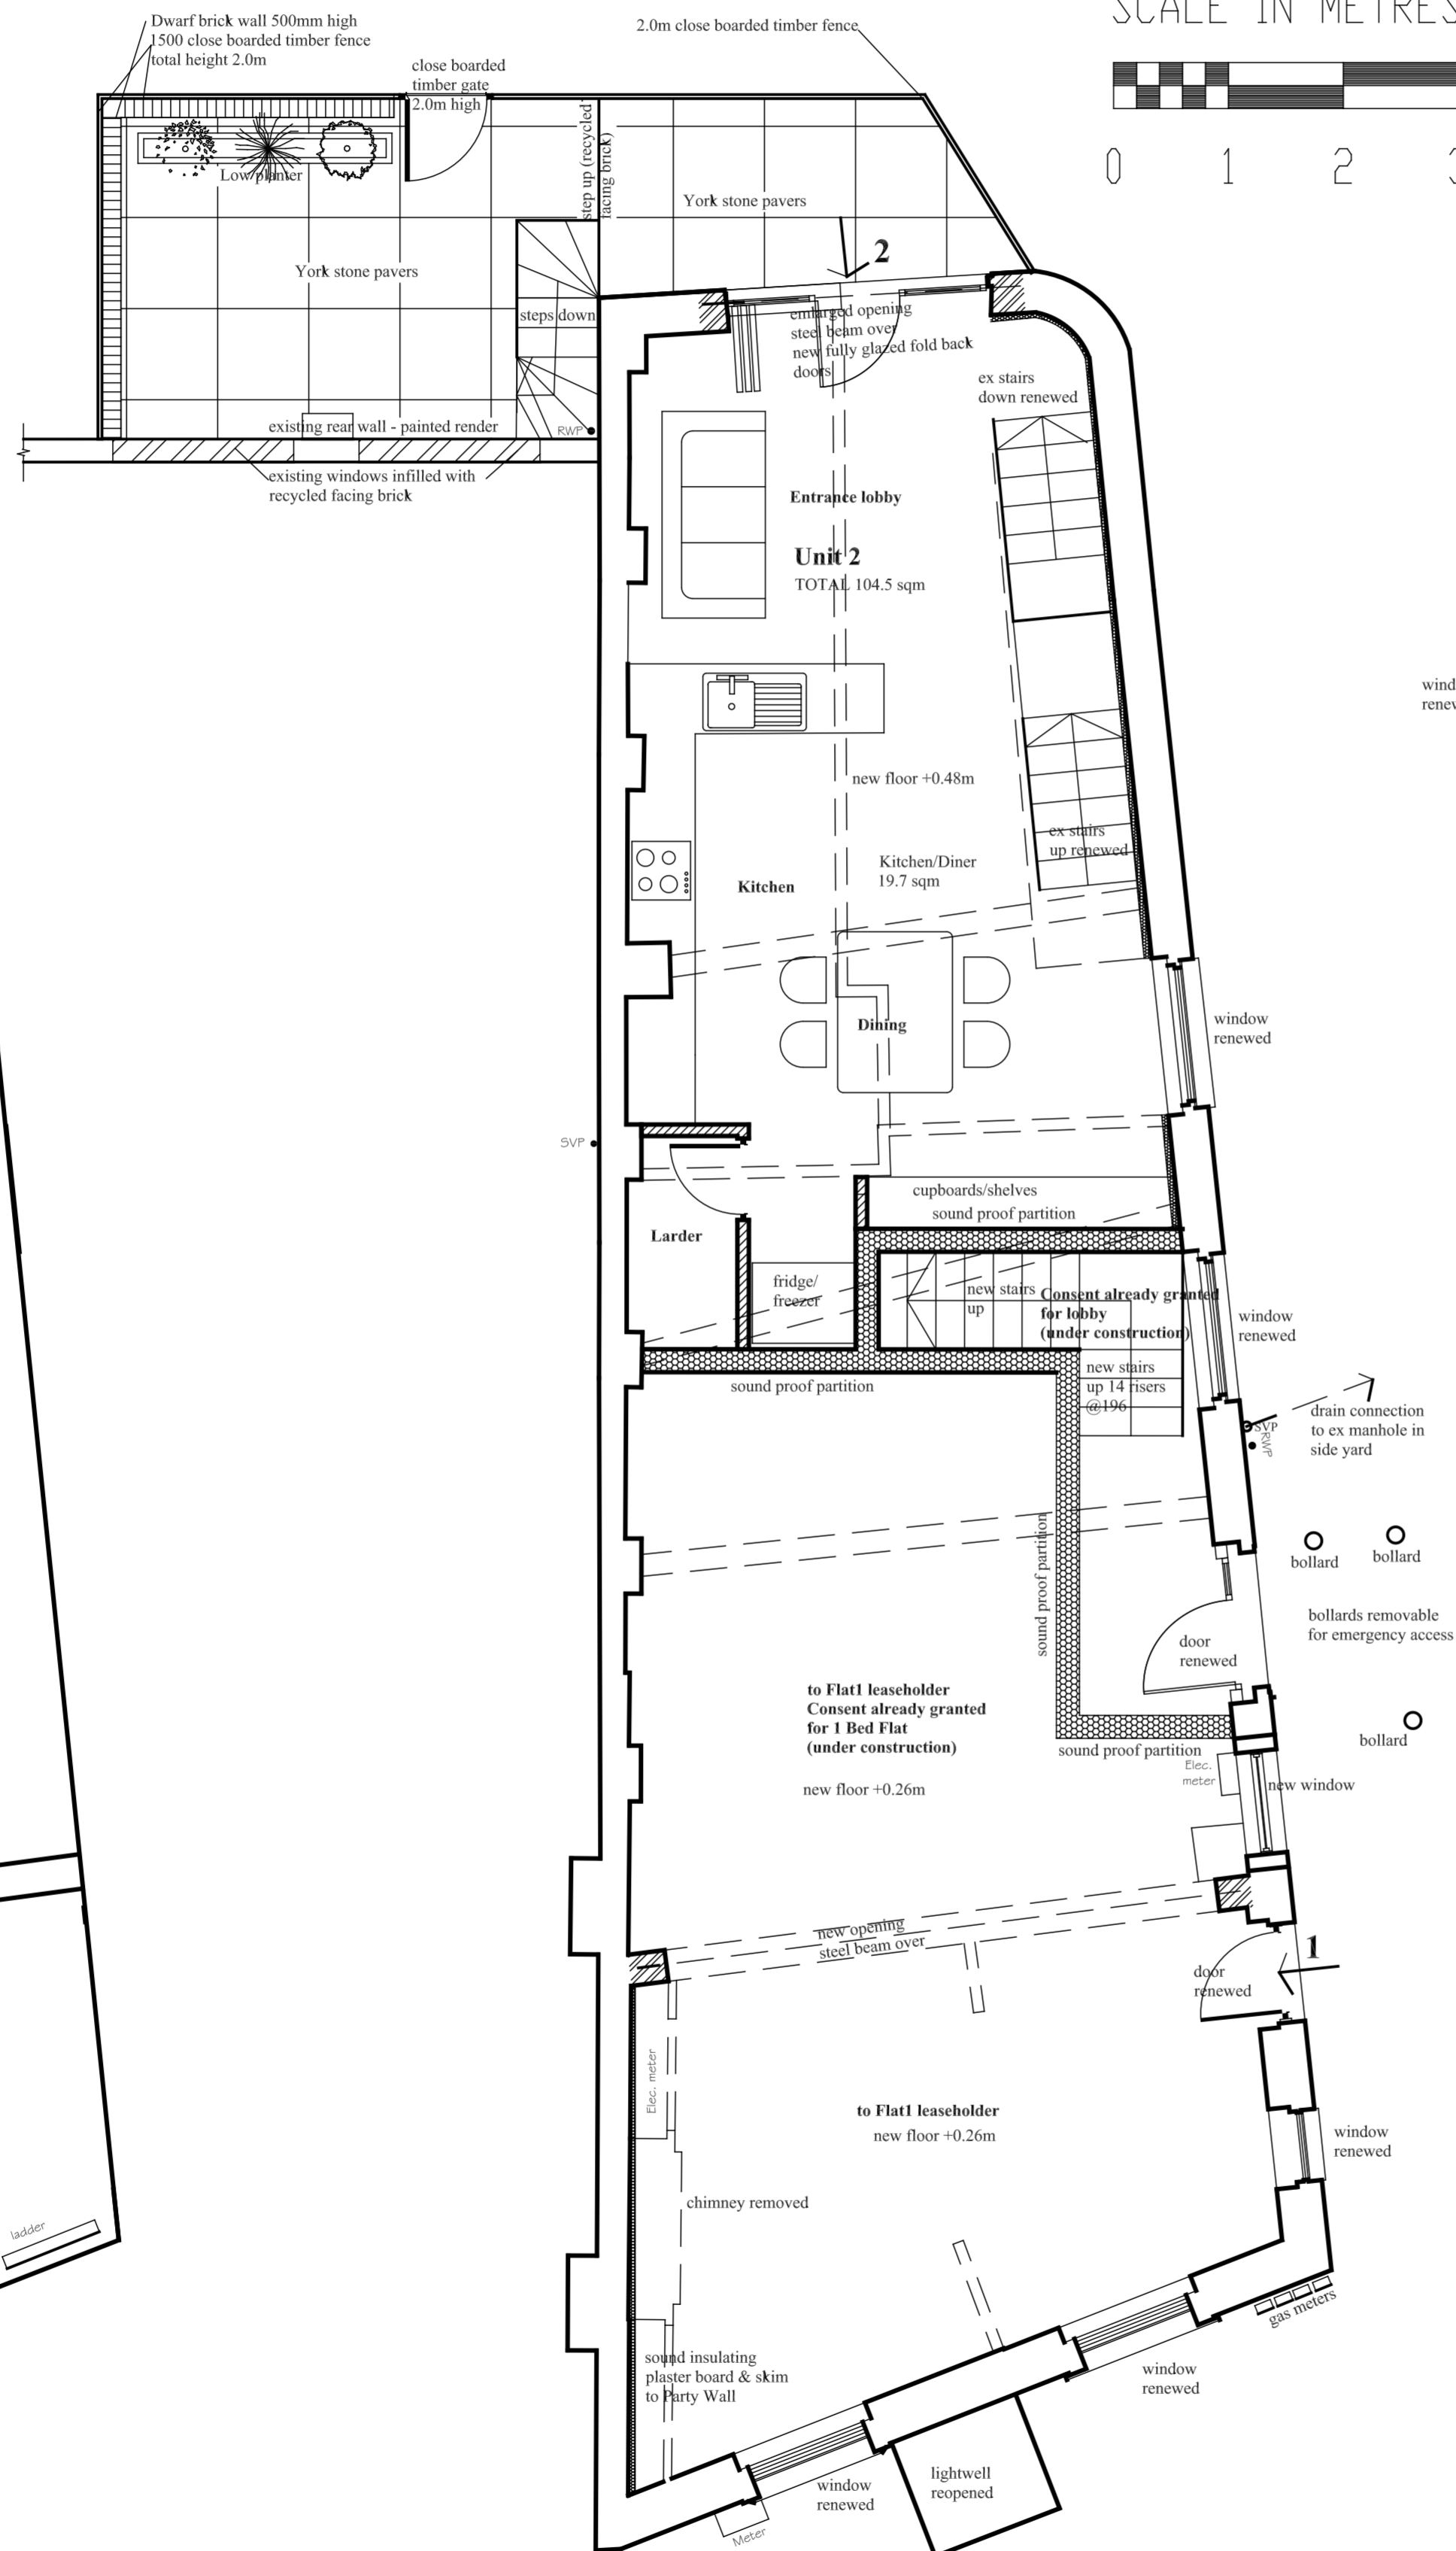 SCALE IN METRES
0 1 2
Dwarf brick wall 500mm high
1500 close boarded timber fence
total height 2.0m
close boarded
timber gate
2.0m high
2.0m close boarded timber fence
step up (recycled
facing brick)
Low planter
York stone pavers
York stone pavers
2
steps down
enlarged opening
steel beam over
new fully glazed fold back
doors
ex stairs
down renewed
existing rear wall - painted render
RWP
existing windows infilled with
recycled facing brick
Entrance lobby
Unit 2
TOTAL 104.5 sqm
new floor +0.48m
ex stairs
up renewed
Kitchen/Diner
19.7 sqm
Kitchen
Dining
window
renewed
SVP
cupboards/shelves
sound proof partition
Larder
fridge/
freezer
new stairs
up
Consent already granted
for lobby
(under construction)
window
renewed
new stairs
up 14 risers
@196
sound proof partition
SVP
RWP
drain connection
to ex manhole in
side yard
sound proof partition
bollard
bollard
bollards removable
for emergency access
door
renewed
to Flat1 leaseholder
Consent already granted
for 1 Bed Flat
(under construction)
new floor +0.26m
sound proof partition
bollard
Elec.
meter
new window
new opening
steel beam over
1
door
renewed
Elec. meter
to Flat1 leaseholder
new floor +0.26m
window
renewed
chimney removed
ladder
gas meters
sound insulating
plaster board & skim
to Party Wall
window
renewed
lightwell
reopened
window
renewed
Meter